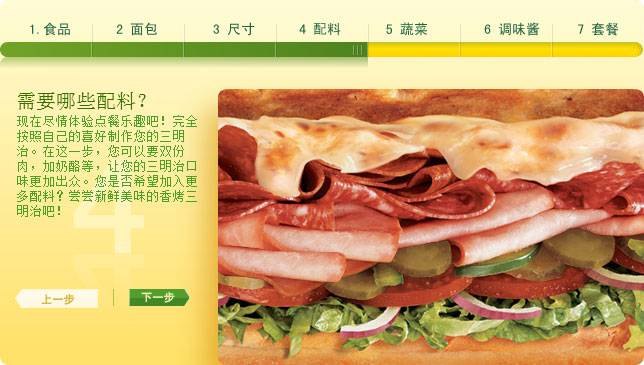 1. 食品 2 面包 3 尺寸 4 配料 5 蔬菜 6 调味酱 7 套餐
需要哪些配料？
现在尽情体验点餐乐趣吧！完全
按照自己的喜好制作您的三明
治。在这一步，您可以要双份
肉，加奶酪等，让您的三明治口
味更加出众。您是否希望加入更
多配料？尝尝新鲜美味的香烤三
明治吧！
4
上一步 下一步